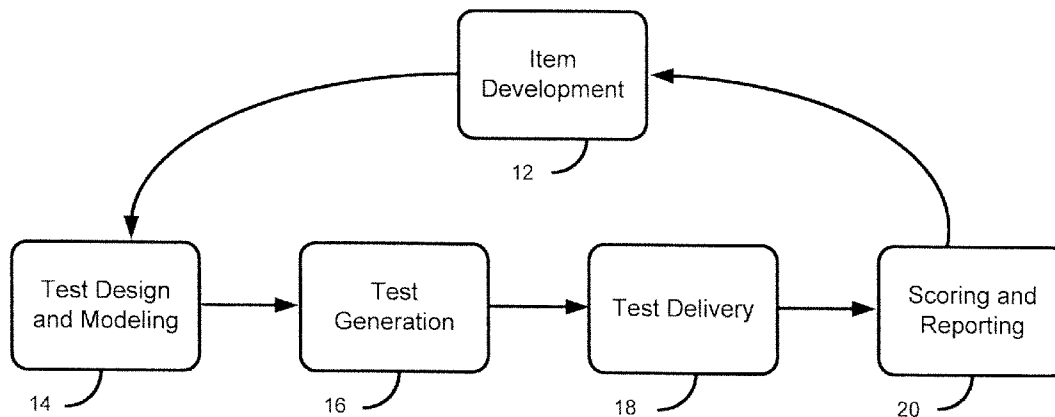 Item
Development
12
Test Design
and Modeling
Test
Generation
Test Delivery
Scoring and
Reporting
14
16
18
20